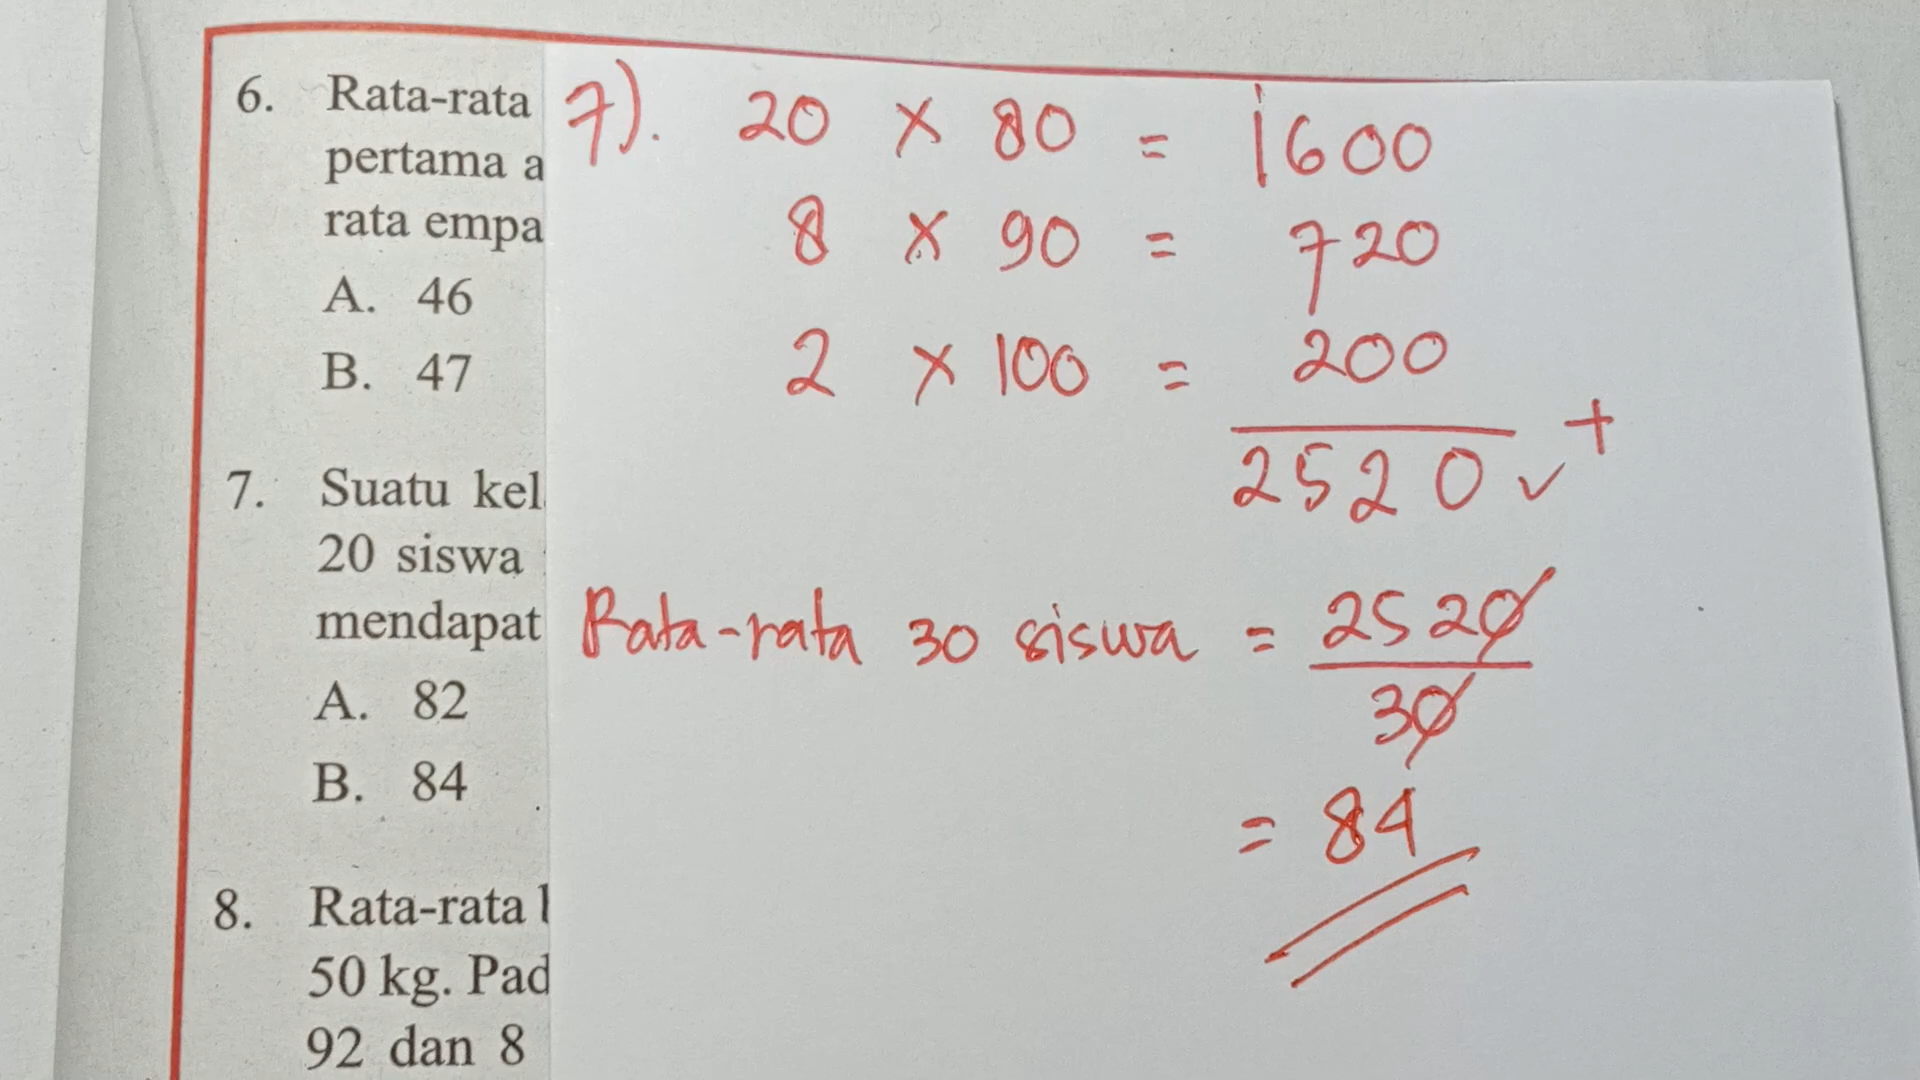 6. Rata-rata
pertama a
rata empa
A. 46
B. 47
7. Suatu kel
20 siswa
mendapat
A. 82
B. 84
8. Rata-rata
50 kg. Pad
92 dan 8
7). 20 × 80 = 1600
8 × 90 = 720
2 × 100 = 200
+
2520 ✓
Rata-rata 30 siswa = 2520
30
= 84